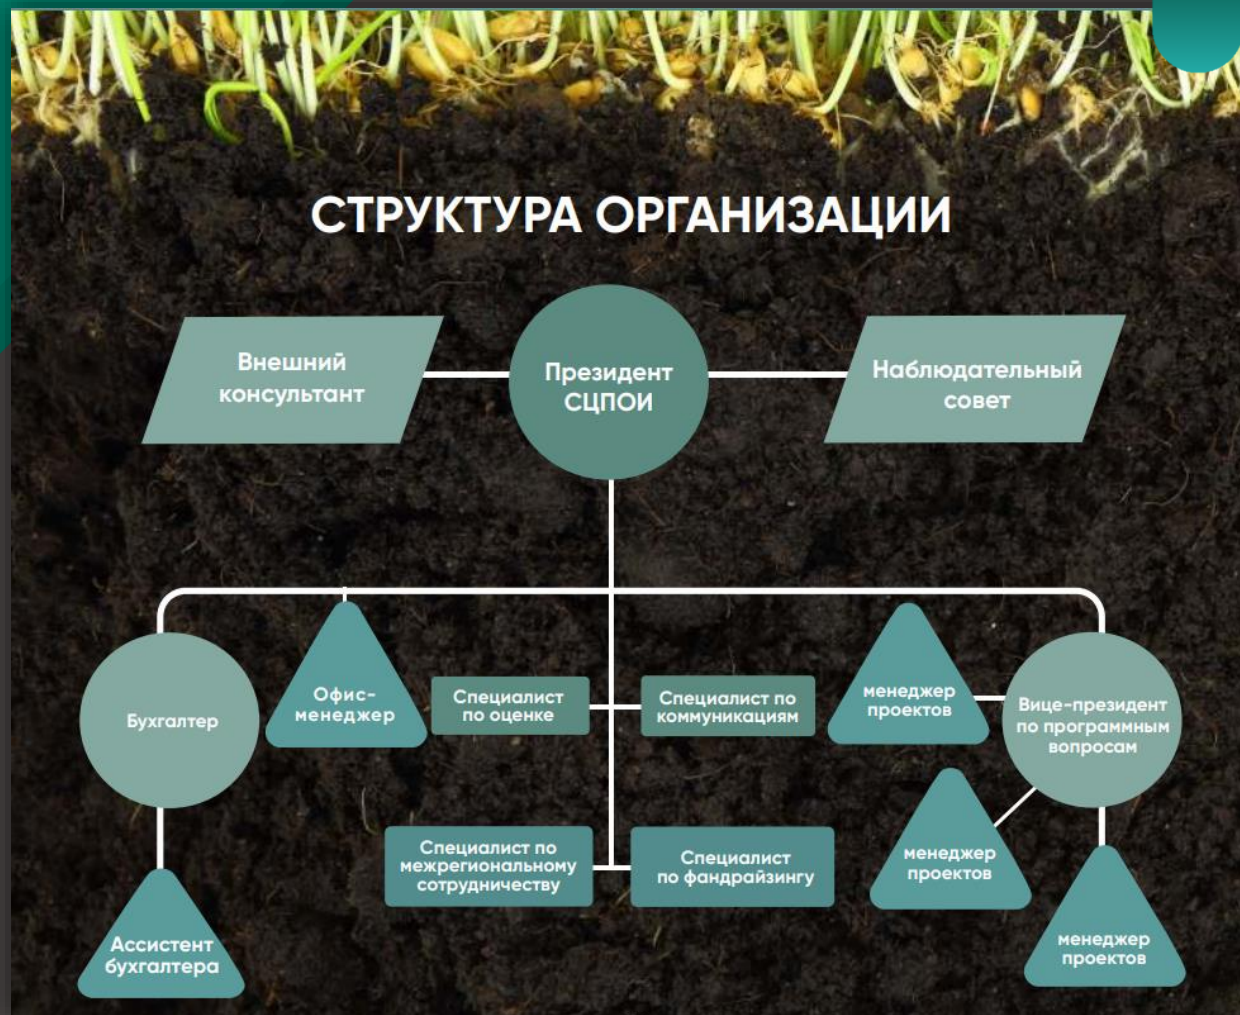 СТРУКТУРА ОРГАНИЗАЦИИ
Внешний
консультант
Президент
СЦПОИ
Наблюдательный
совет
Бухгалтер
Офис-
менеджер
Специалист
по оценке
Специалист по
коммуникациям
менеджер
проектов
Вице-президент
по программным
вопросам
Специалист по
межрегиональному
сотрудничеству
Специалист
по фандрайзингу
менеджер
проектов
Ассистент
бухгалтера
менеджер
проектов